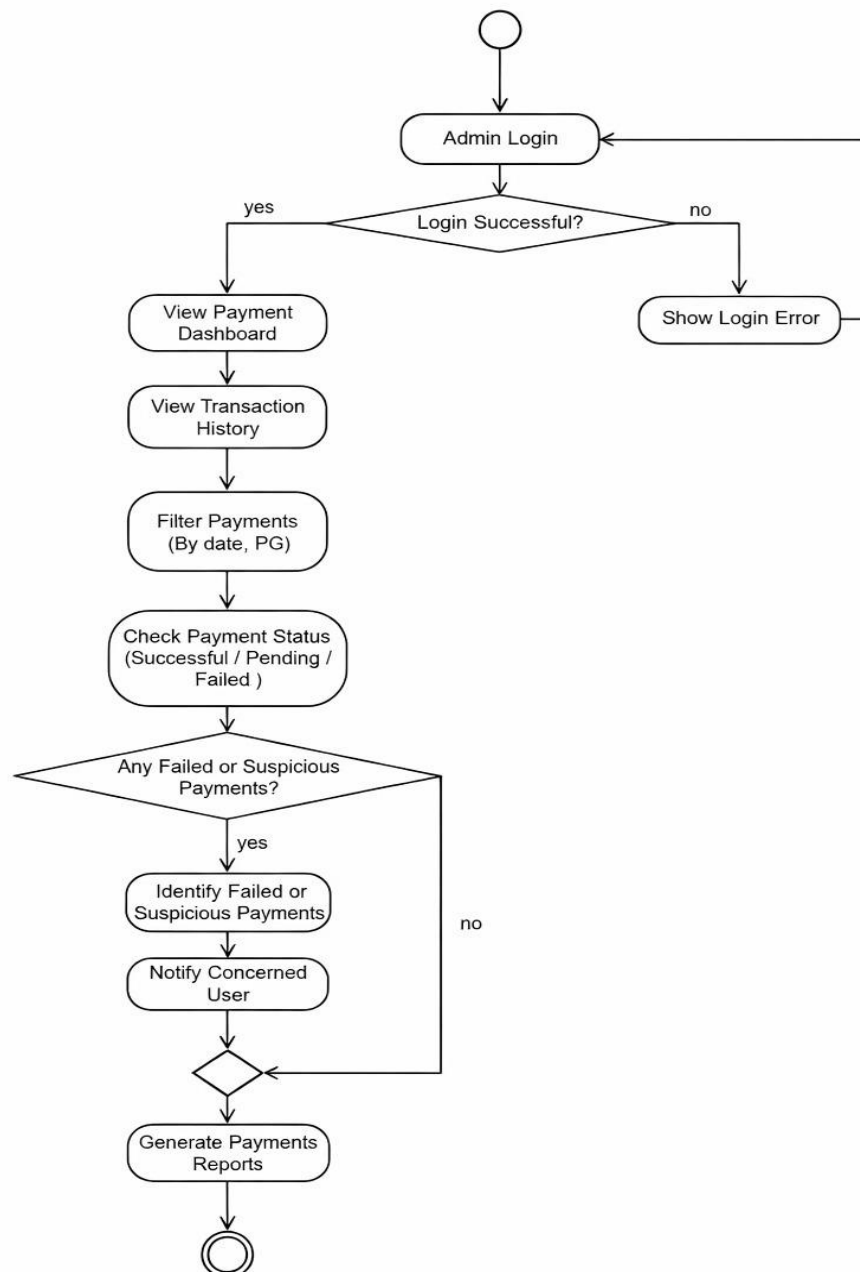 Admin Login
yes
Login Successful?
no
View Payment
Dashboard
Show Login Error
View Transaction
History
Filter Payments
(By date, PG)
Check Payment Status
(Successful / Pending /
Failed )
Any Failed or Suspicious
Payments?
yes
Identify Failed or
Suspicious Payments
no
Notify Concerned
User
Generate Payments
Reports